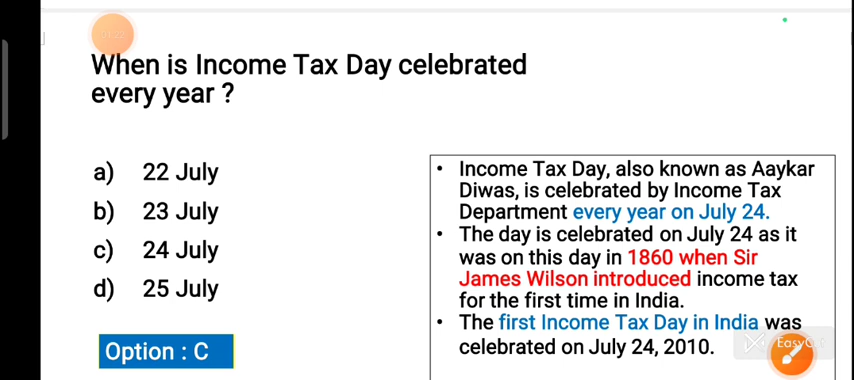 When is Income Tax Day celebrated
every year ?
a) 22 July
b) 23 July
c) 24 July
d) 25 July
Option : C
• Income Tax Day, also known as Aaykar
Diwas, is celebrated by Income Tax
Department every year on July 24.
• The day is celebrated on July 24 as it
was on this day in 1860 when Sir
James Wilson introduced income tax
for the first time in India.
• The first Income Tax Day in India was
celebrated on July 24, 2010.